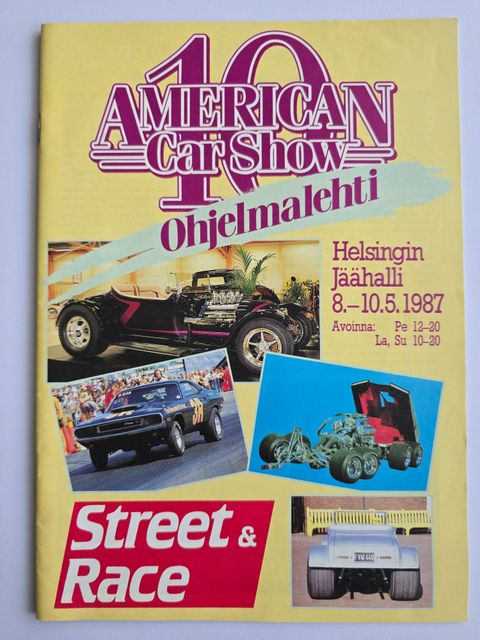 10
AMERICAN
Car Show
Ohjelmalehti
Helsingin
Jäähalli
8.–10.5.1987
Avoinna: Pe 12–20
La, Su 10–20
Street &
Race